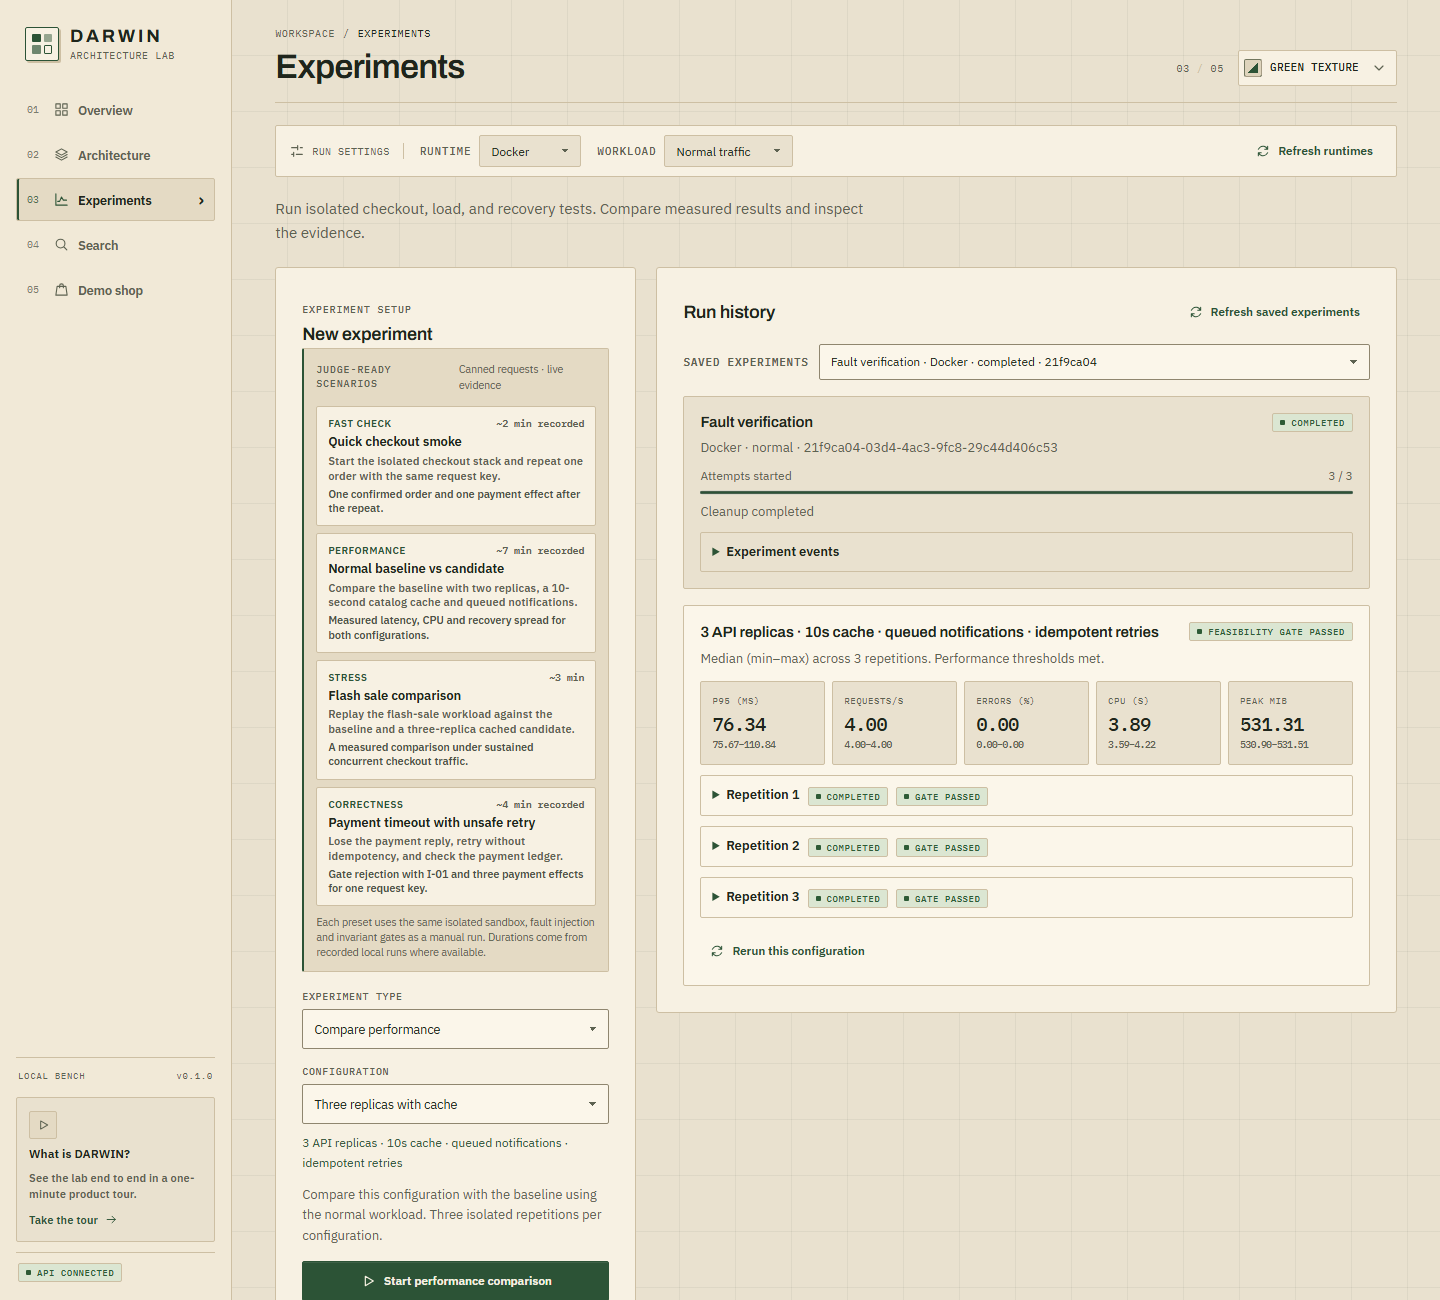 DARWIN
ARCHITECTURE LAB
01 Overview
02 Architecture
03 Experiments
04 Search
05 Demo shop
LOCAL BENCH v0.1.0
What is DARWIN?
See the lab end to end in a one-
minute product tour.
Take the tour
API CONNECTED
WORKSPACE / EXPERIMENTS
Experiments
03 / 05
GREEN TEXTURE
RUN SETTINGS
RUNTIME Docker
WORKLOAD Normal traffic
Refresh runtimes
Run isolated checkout, load, and recovery tests. Compare measured results and inspect
the evidence.
EXPERIMENT SETUP
New experiment
JUDGE-READY
SCENARIOS
Canned requests · live
evidence
FAST CHECK ~2 min recorded
Quick checkout smoke
Start the isolated checkout stack and repeat one
order with the same request key.
One confirmed order and one payment effect after
the repeat.
PERFORMANCE ~7 min recorded
Normal baseline vs candidate
Compare the baseline with two replicas, a 10-
second catalog cache and queued notifications.
Measured latency, CPU and recovery spread for
both configurations.
STRESS ~3 min
Flash sale comparison
Replay the flash-sale workload against the
baseline and a three-replica cached candidate.
A measured comparison under sustained
concurrent checkout traffic.
CORRECTNESS ~4 min recorded
Payment timeout with unsafe retry
Lose the payment reply, retry without
idempotency, and check the payment ledger.
Gate rejection with I-01 and three payment effects
for one request key.
Each preset uses the same isolated sandbox, fault injection
and invariant gates as a manual run. Durations come from
recorded local runs where available.
EXPERIMENT TYPE
Compare performance
CONFIGURATION
Three replicas with cache
3 API replicas · 10s cache · queued notifications ·
idempotent retries
Compare this configuration with the baseline using
the normal workload. Three isolated repetitions per
configuration.
Start performance comparison
Run history
Refresh saved experiments
SAVED EXPERIMENTS Fault verification · Docker · completed · 21f9ca04
Fault verification COMPLETED
Docker · normal · 21f9ca04-03d4-4ac3-9fc8-29c44d406c53
Attempts started 3 / 3
Cleanup completed
Experiment events
3 API replicas · 10s cache · queued notifications · idempotent retries FEASIBILITY GATE PASSED
Median (min–max) across 3 repetitions. Performance thresholds met.
P95 (MS)
76.34
75.67–110.84
REQUESTS/S
4.00
4.00–4.00
ERRORS (%)
0.00
0.00–0.00
CPU (S)
3.89
3.59–4.22
PEAK MIB
531.31
530.90–531.51
Repetition 1 COMPLETED GATE PASSED
Repetition 2 COMPLETED GATE PASSED
Repetition 3 COMPLETED GATE PASSED
Rerun this configuration